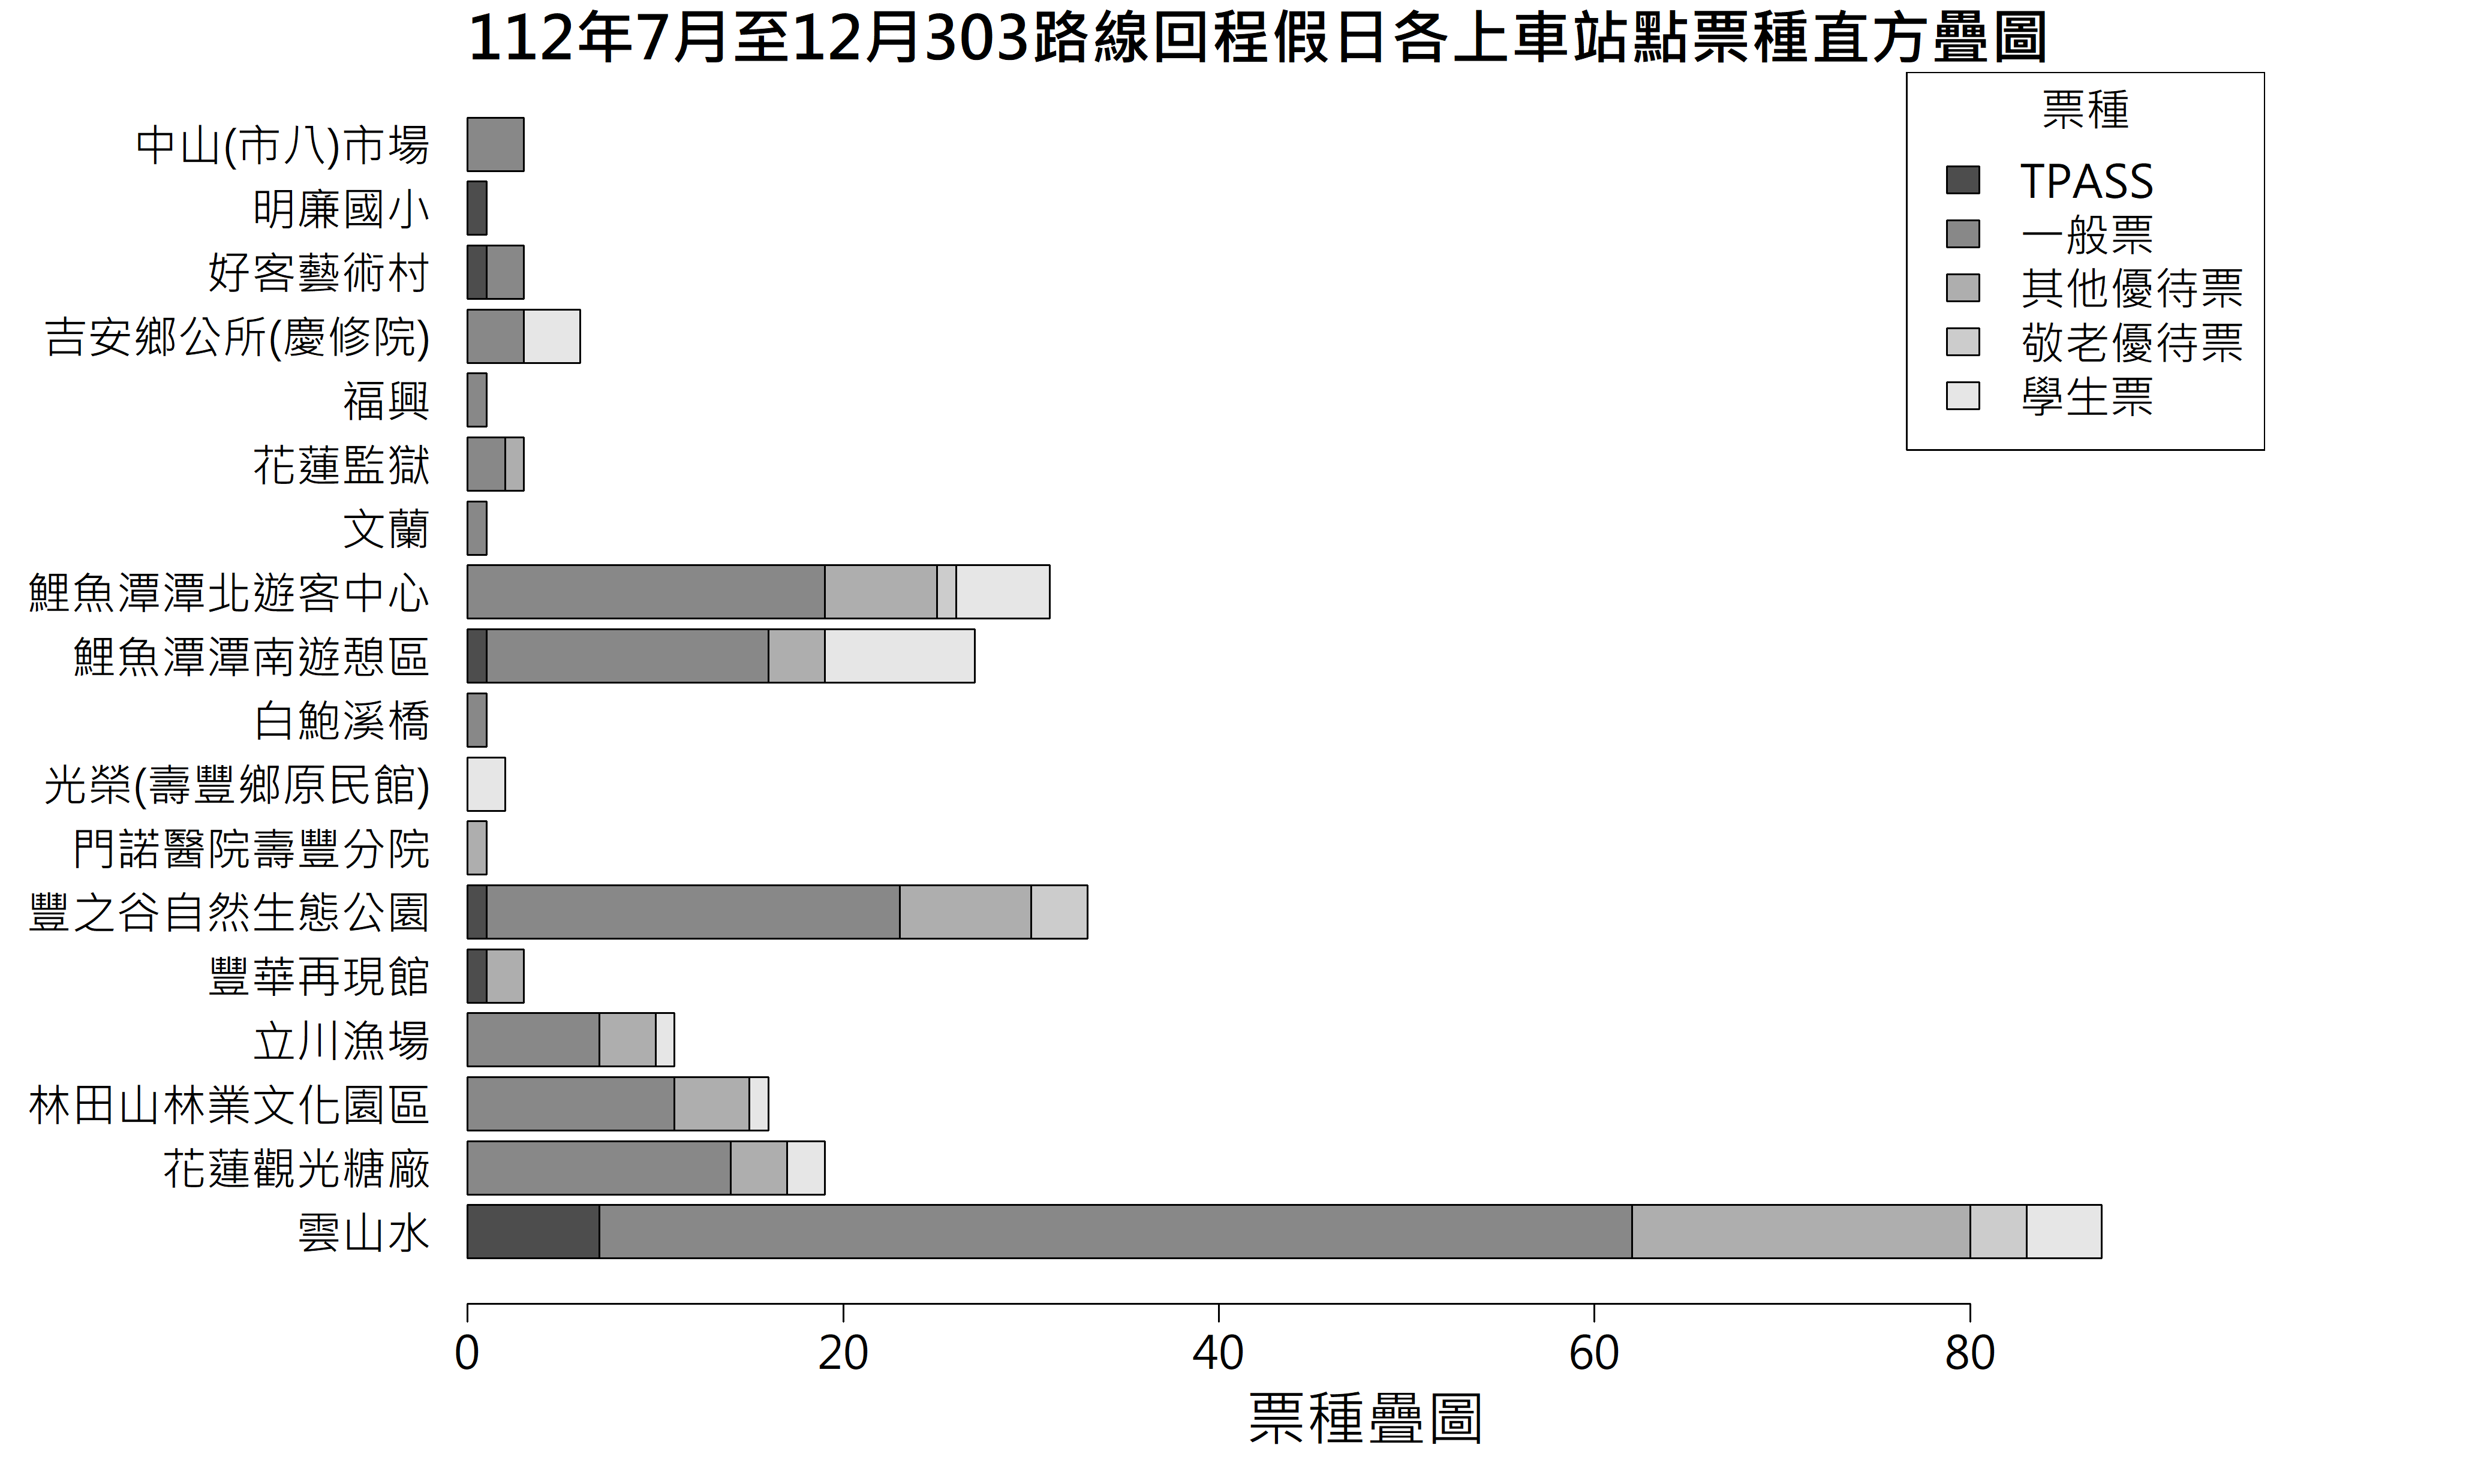 112年7月至12月303路線回程假日各上車站點票種直方疊圖
票種
TPASS
一般票
其他優待票
敬老優待票
學生票
中山(市八)市場
明廉國小
好客藝術村
吉安鄉公所(慶修院)
福興
花蓮監獄
文蘭
鯉魚潭潭北遊客中心
鯉魚潭潭南遊憩區
白鮑溪橋
光榮(壽豐鄉原民館)
門諾醫院壽豐分院
豐之谷自然生態公園
豐華再現館
立川漁場
林田山林業文化園區
花蓮觀光糖廠
雲山水
0 20 40 60 80
票種疊圖